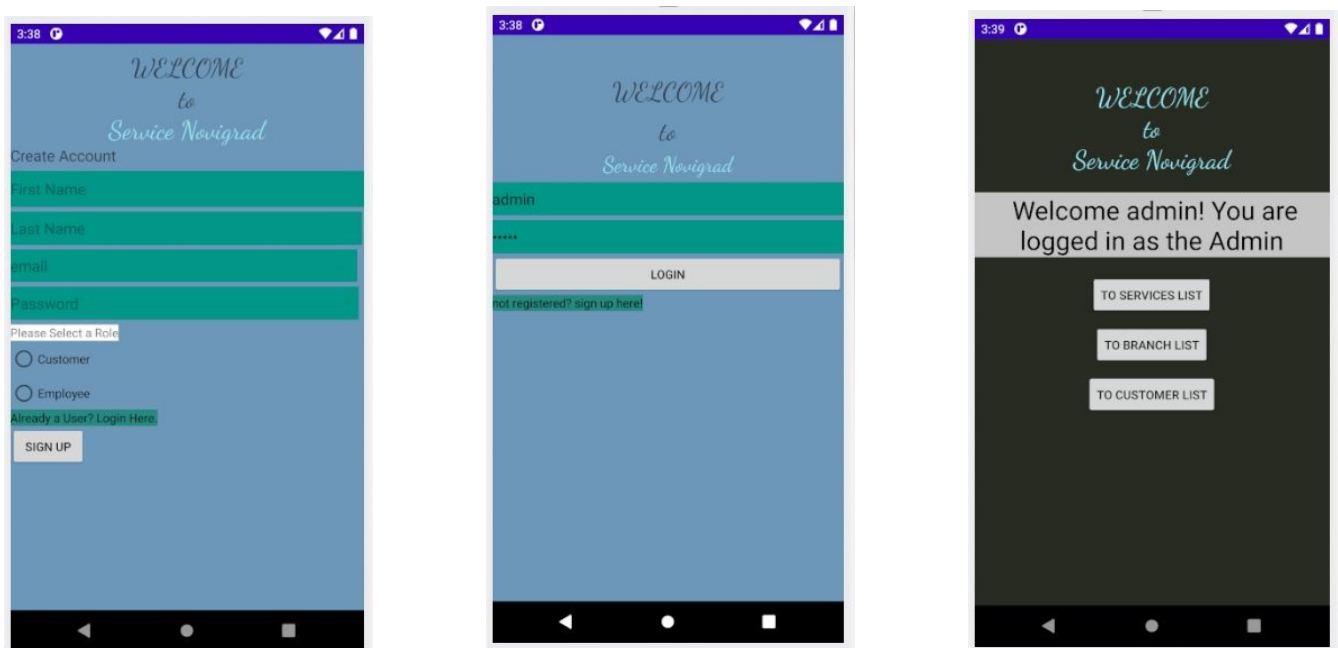 3:38
WELCOME
to
Service Novigrad
Create Account
First Name
Last Name
email
Password
Please Select a Role
Customer
Employee
Already a User? Login Here.
SIGN UP
3:38
WELCOME
to
Service Novigrad
admin
•••••
LOGIN
not registered? sign up here!
3:39
WELCOME
to
Service Novigrad
Welcome admin! You are
logged in as the Admin
TO SERVICES LIST
TO BRANCH LIST
TO CUSTOMER LIST